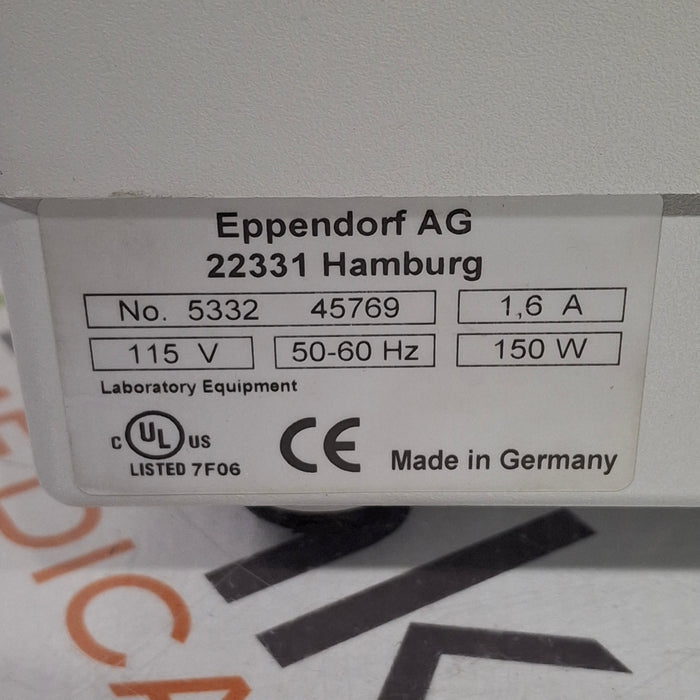 Eppendorf AG
22331 Hamburg
No. 5332 45769 1,6 A
115 V 50-60 Hz 150 W
Laboratory Equipment
C UL US CE Made in Germany
LISTED 7F06
EDICA